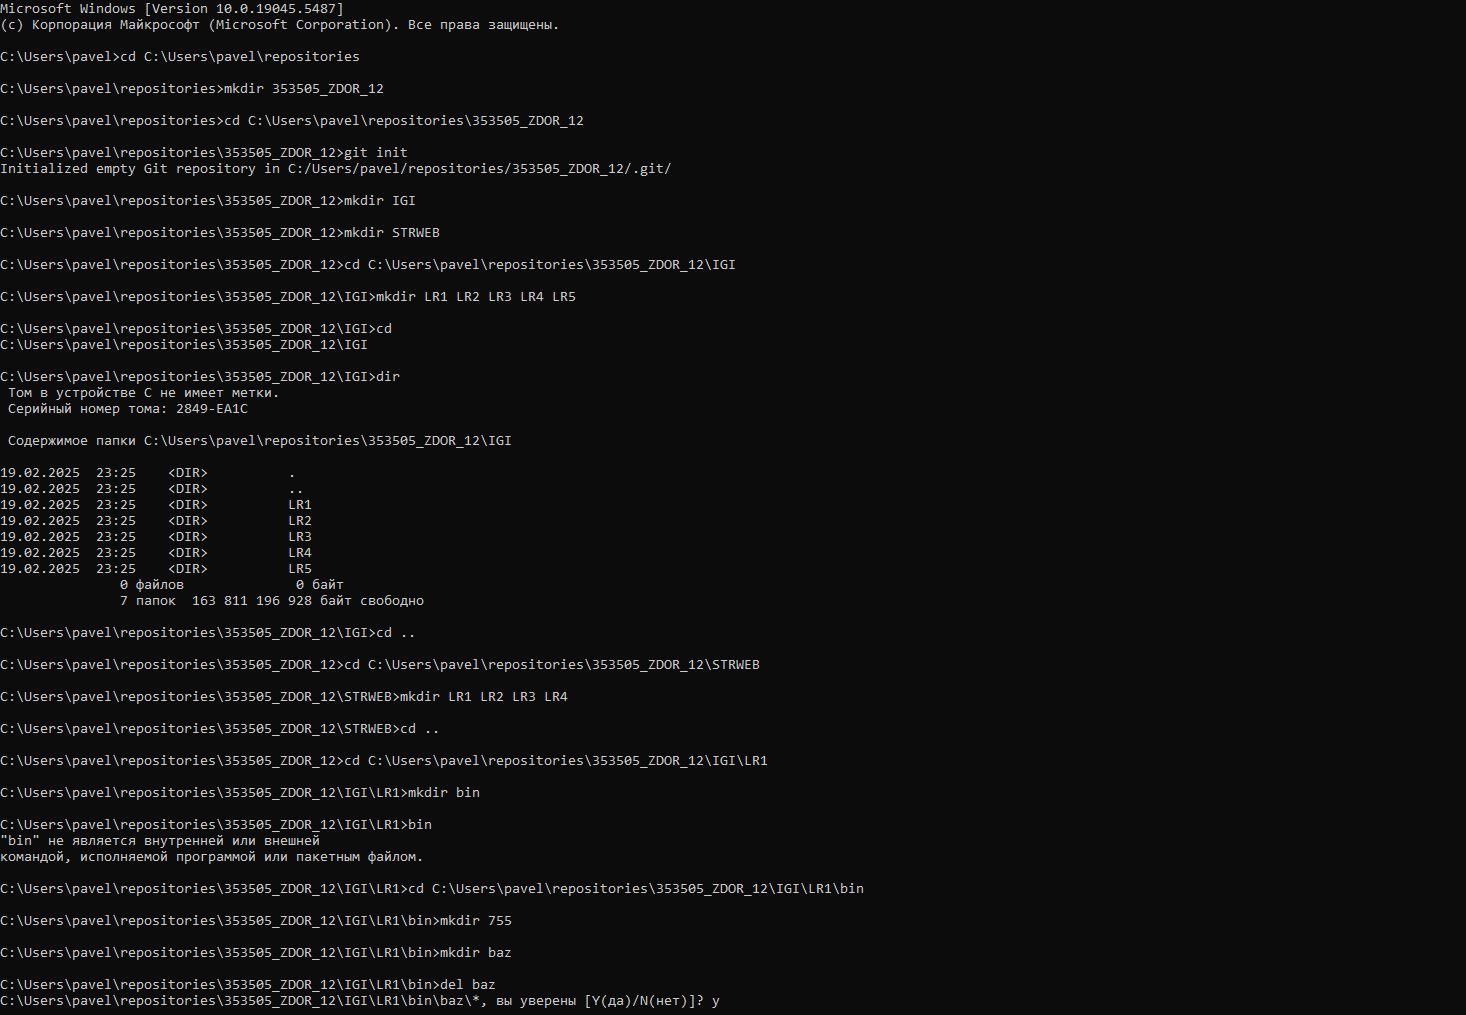 Microsoft Windows [Version 10.0.19045.5487]
(c) Корпорация Майкрософт (Microsoft Corporation). Все права защищены.
C:\Users\pavel>cd C:\Users\pavel\repositories
C:\Users\pavel\repositories>mkdir 353505_ZDOR_12
C:\Users\pavel\repositories>cd C:\Users\pavel\repositories\353505_ZDOR_12
C:\Users\pavel\repositories\353505_ZDOR_12>git init
Initialized empty Git repository in C:/Users/pavel/repositories/353505_ZDOR_12/.git/
C:\Users\pavel\repositories\353505_ZDOR_12>mkdir IGI
C:\Users\pavel\repositories\353505_ZDOR_12>mkdir STRWEB
C:\Users\pavel\repositories\353505_ZDOR_12>cd C:\Users\pavel\repositories\353505_ZDOR_12\IGI
C:\Users\pavel\repositories\353505_ZDOR_12\IGI>mkdir LR1 LR2 LR3 LR4 LR5
C:\Users\pavel\repositories\353505_ZDOR_12\IGI>cd
C:\Users\pavel\repositories\353505_ZDOR_12\IGI
C:\Users\pavel\repositories\353505_ZDOR_12\IGI>dir
Том в устройстве C не имеет метки.
Серийный номер тома: 2849-EA1C
Содержимое папки C:\Users\pavel\repositories\353505_ZDOR_12\IGI
19.02.2025  23:25    <DIR>          .
19.02.2025  23:25    <DIR>          ..
19.02.2025  23:25    <DIR>          LR1
19.02.2025  23:25    <DIR>          LR2
19.02.2025  23:25    <DIR>          LR3
19.02.2025  23:25    <DIR>          LR4
19.02.2025  23:25    <DIR>          LR5
0 файлов              0 байт
7 папок  163 811 196 928 байт свободно
C:\Users\pavel\repositories\353505_ZDOR_12\IGI>cd ..
C:\Users\pavel\repositories\353505_ZDOR_12>cd C:\Users\pavel\repositories\353505_ZDOR_12\STRWEB
C:\Users\pavel\repositories\353505_ZDOR_12\STRWEB>mkdir LR1 LR2 LR3 LR4
C:\Users\pavel\repositories\353505_ZDOR_12\STRWEB>cd ..
C:\Users\pavel\repositories\353505_ZDOR_12>cd C:\Users\pavel\repositories\353505_ZDOR_12\IGI\LR1
C:\Users\pavel\repositories\353505_ZDOR_12\IGI\LR1>mkdir bin
C:\Users\pavel\repositories\353505_ZDOR_12\IGI\LR1>bin
"bin" не является внутренней или внешней
командой, исполняемой программой или пакетным файлом.
C:\Users\pavel\repositories\353505_ZDOR_12\IGI\LR1>cd C:\Users\pavel\repositories\353505_ZDOR_12\IGI\LR1\bin
C:\Users\pavel\repositories\353505_ZDOR_12\IGI\LR1\bin>mkdir 755
C:\Users\pavel\repositories\353505_ZDOR_12\IGI\LR1\bin>mkdir baz
C:\Users\pavel\repositories\353505_ZDOR_12\IGI\LR1\bin>del baz
C:\Users\pavel\repositories\353505_ZDOR_12\IGI\LR1\bin\baz\*, вы уверены [Y(да)/N(нет)]? y